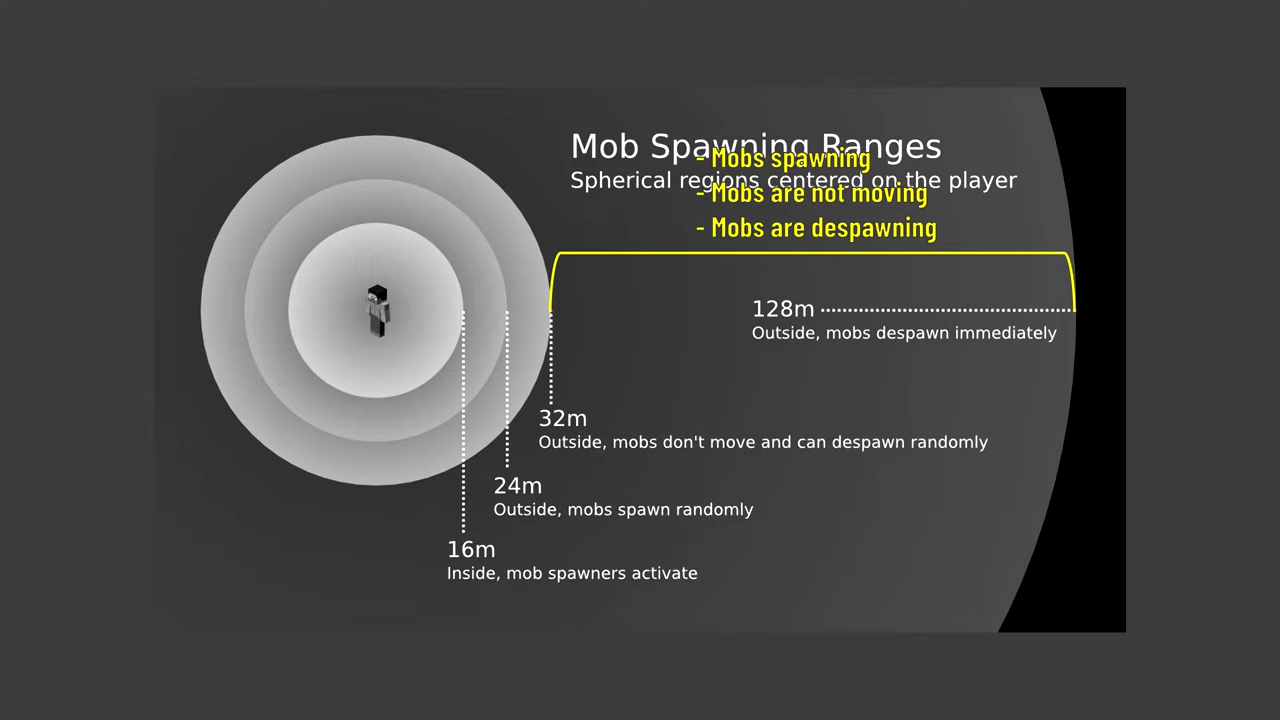 Mob Spawning Ranges
- Mobs spawning
Spherical regions centered on the player
- Mobs are not moving
- Mobs are despawning
128m
Outside, mobs despawn immediately
32m
Outside, mobs don't move and can despawn randomly
24m
Outside, mobs spawn randomly
16m
Inside, mob spawners activate